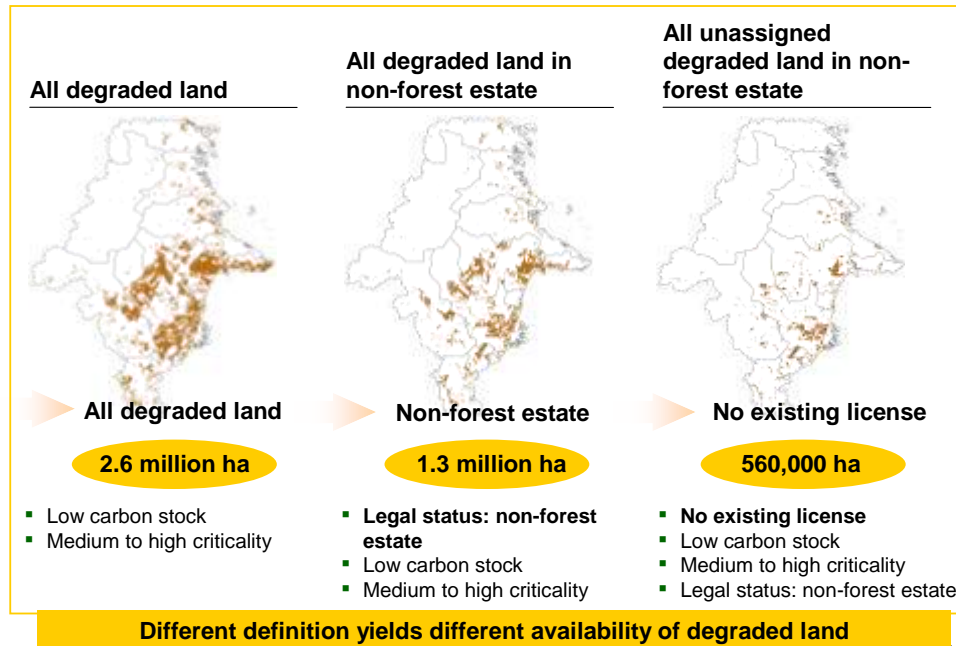 All degraded land
All degraded land in
non-forest estate
All unassigned
degraded land in non-
forest estate
All degraded land
2.6 million ha
▪ Low carbon stock
▪ Medium to high criticality
Non-forest estate
1.3 million ha
▪ Legal status: non-forest
estate
▪ Low carbon stock
▪ Medium to high criticality
No existing license
560,000 ha
▪ No existing license
▪ Low carbon stock
▪ Medium to high criticality
▪ Legal status: non-forest estate
Different definition yields different availability of degraded land